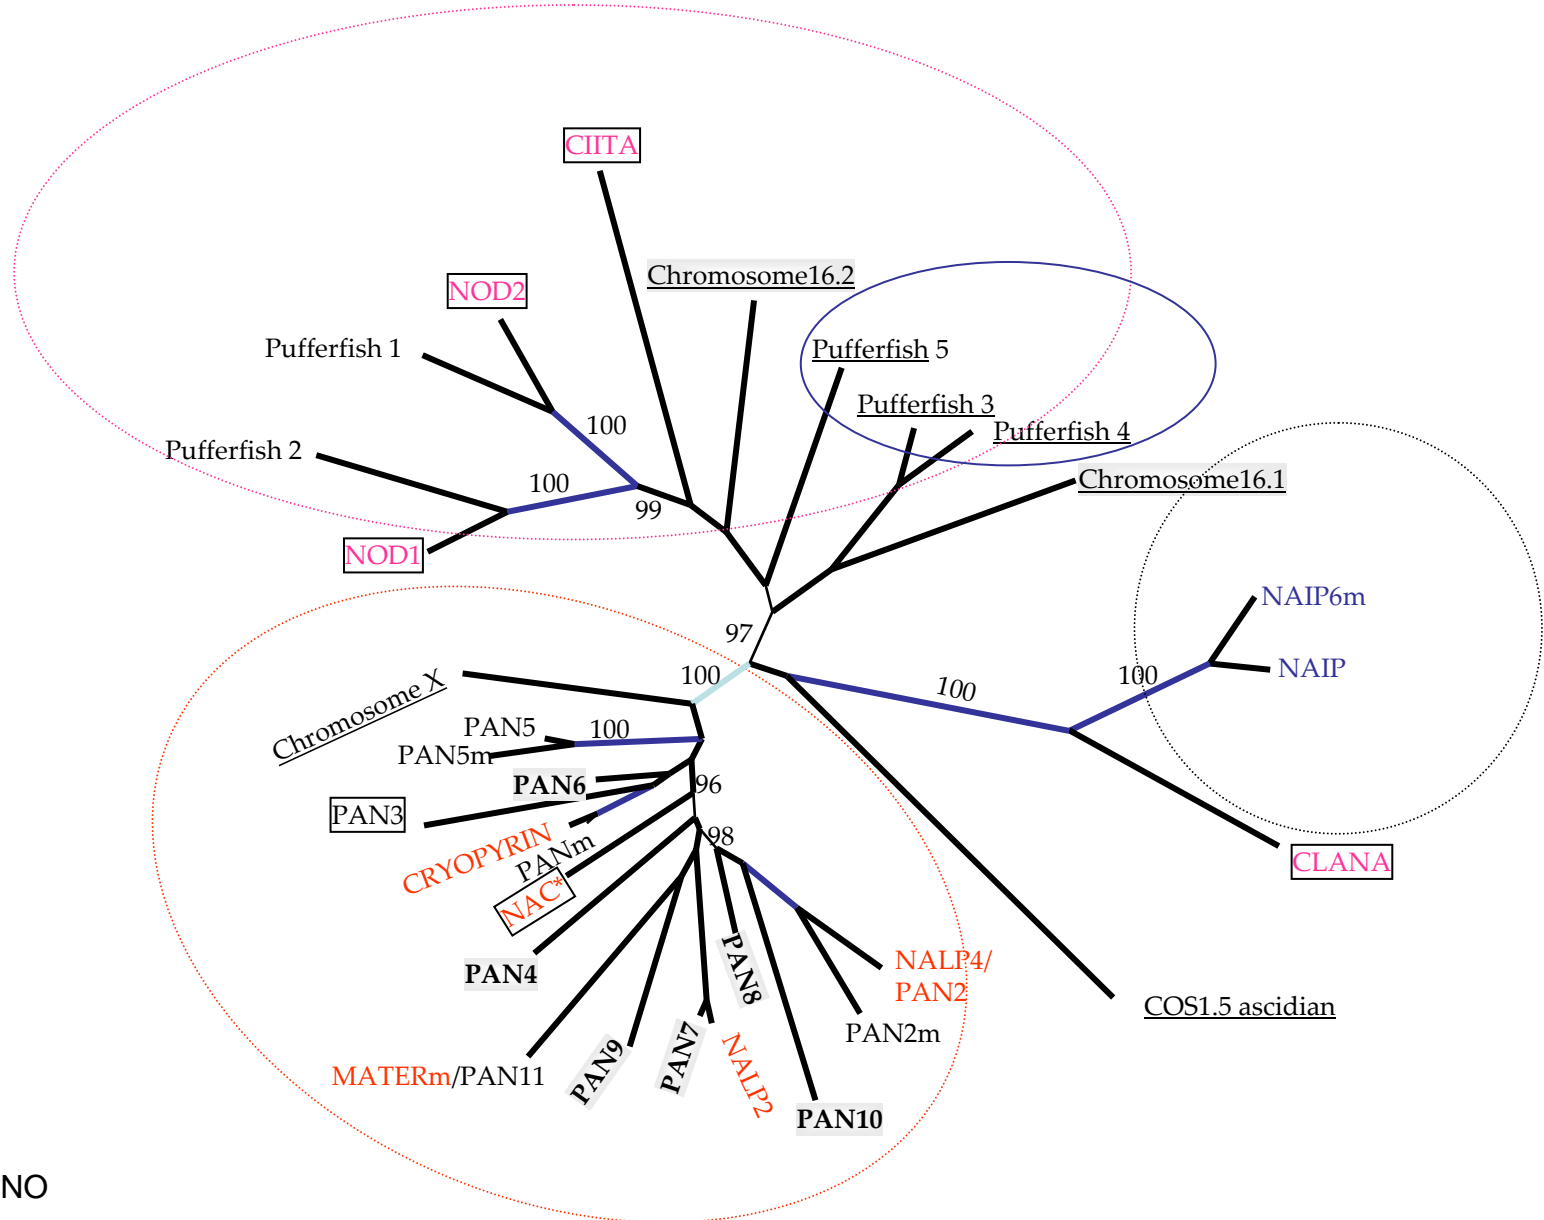 CIITA
Chromosome16.2
NOD2
Pufferfish 1
Pufferfish 5
Pufferfish 3
Pufferfish 4
100
Pufferfish 2
Chromosome16.1
100
99
NOD1
NAIP6m
97
NAIP
100
100
100
Chromosome X
PAN5
100
PAN5m
PAN6
96
PAN3
98
CRYOPYRIN
PANm
CLANA
NAC*
PAN4
PAN8
NALP4/
PAN2
COS1.5 ascidian
PAN2m
MATERm/PAN11
PAN9
PAN7
NALP2
PAN10
NO